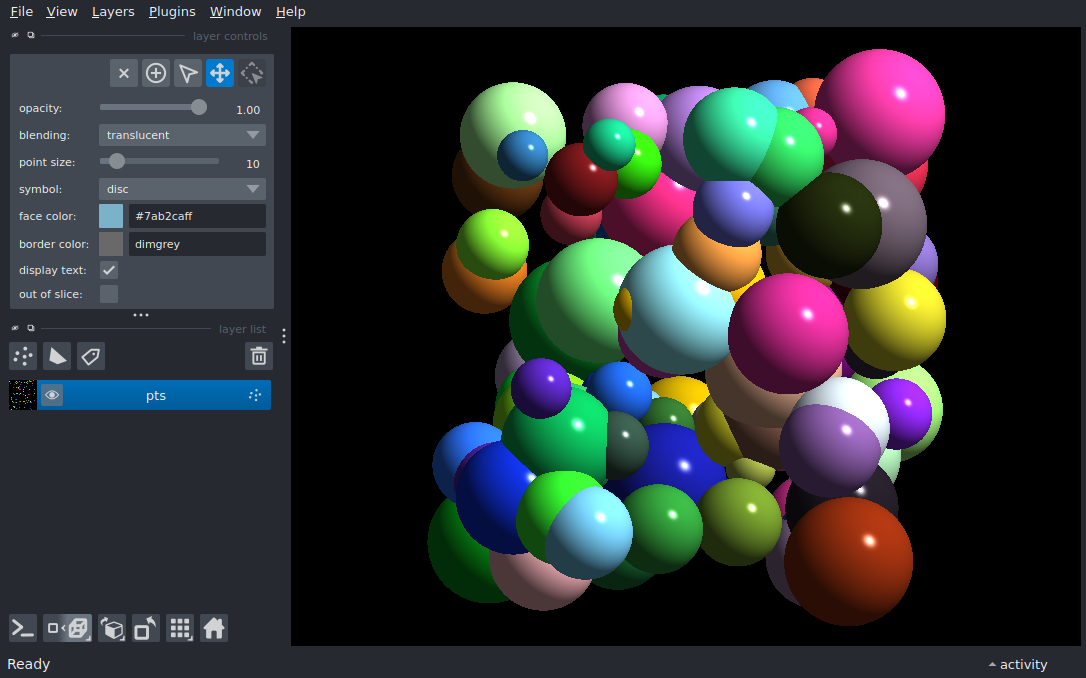 File View Layers Plugins Window Help
layer controls
opacity: 1.00
blending: translucent
point size: 10
symbol: disc
face color: #7ab2caff
border color: dimgrey
display text:
out of slice:
layer list
pts
Ready
activity